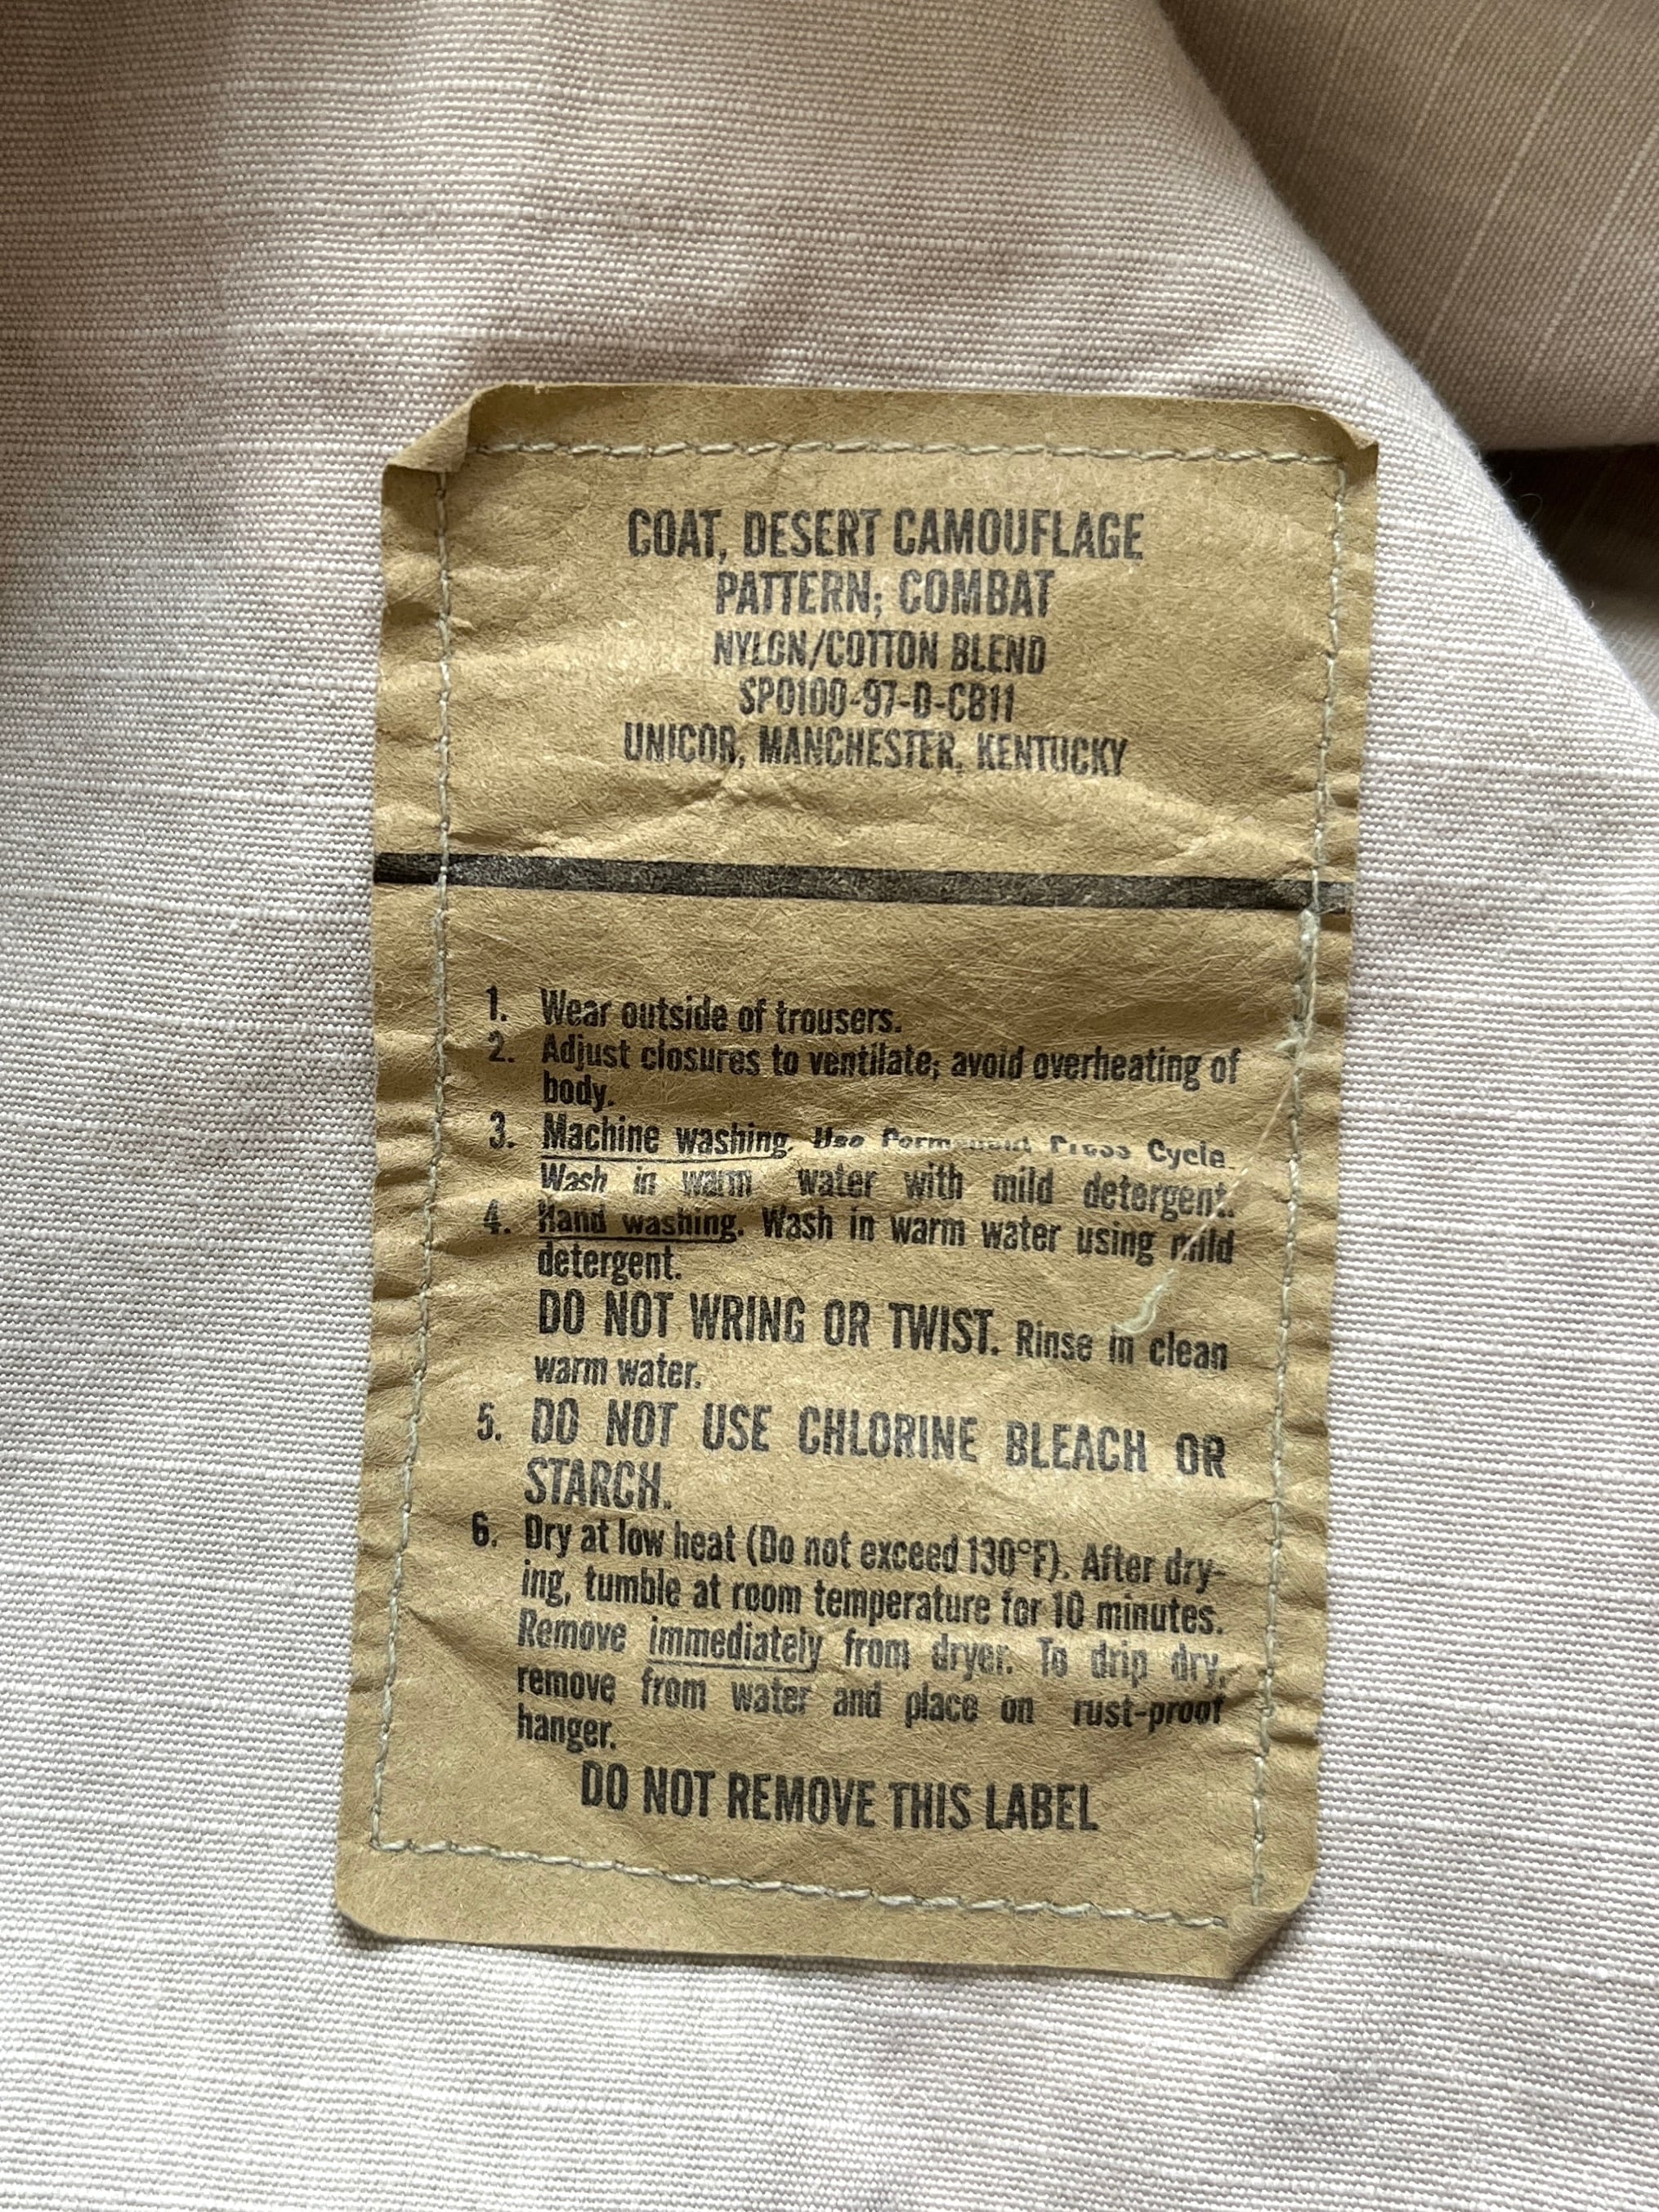 COAT, DESERT CAMOUFLAGE
PATTERN; COMBAT
NYLON/COTTON BLEND
SPO100-97-D-CB11
UNICOR, MANCHESTER, KENTUCKY
1. Wear outside of trousers.
2. Adjust closures to ventilate; avoid overheating of
body.
3. Machine washing. Use Permanent Press Cycle.
Wash in warm water with mild detergent.
4. Hand washing. Wash in warm water using mild
detergent.
DO NOT WRING OR TWIST. Rinse in clean
warm water.
5. DO NOT USE CHLORINE BLEACH OR
STARCH.
6. Dry at low heat (Do not exceed 130°F). After dry-
ing, tumble at room temperature for 10 minutes.
Remove immediately from dryer. To drip dry,
remove from water and place on rust-proof
hanger.
DO NOT REMOVE THIS LABEL